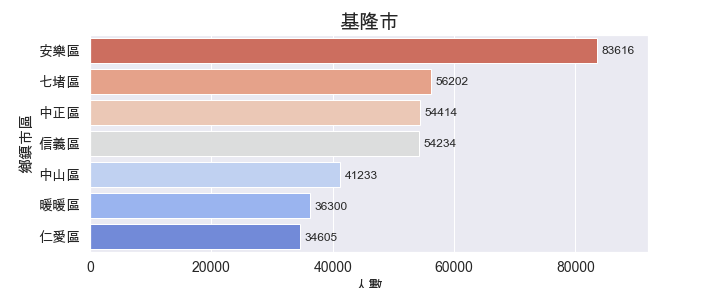 基隆市
鄉鎮市區
安樂區 83616
七堵區 56202
中正區 54414
信義區 54234
中山區 41233
暖暖區 36300
仁愛區 34605
0 20000 40000 60000 80000
人數